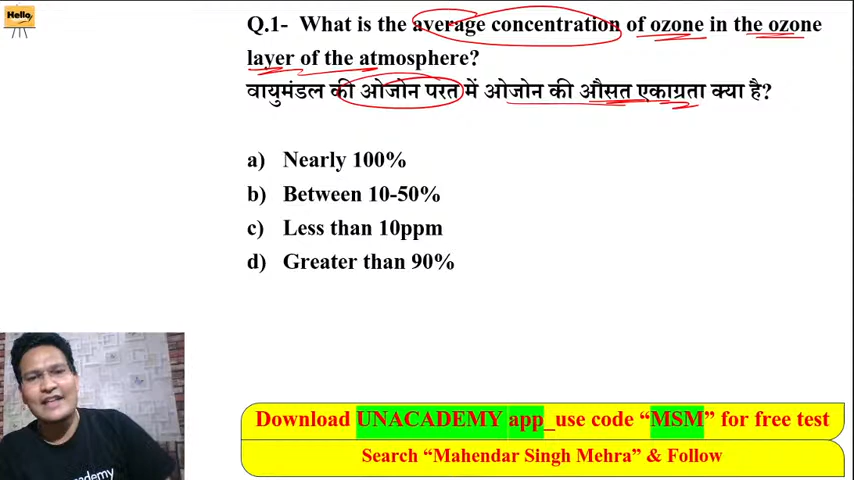 Hello
Q.1- What is the average concentration of ozone in the ozone
layer of the atmosphere?
वायुमंडल की ओजोन परत में ओजोन की औसत एकाग्रता क्या है?
a) Nearly 100%
b) Between 10-50%
c) Less than 10ppm
d) Greater than 90%
cademy
Download UNACADEMY app_use code “MSM” for free test
Search “Mahendar Singh Mehra” & Follow